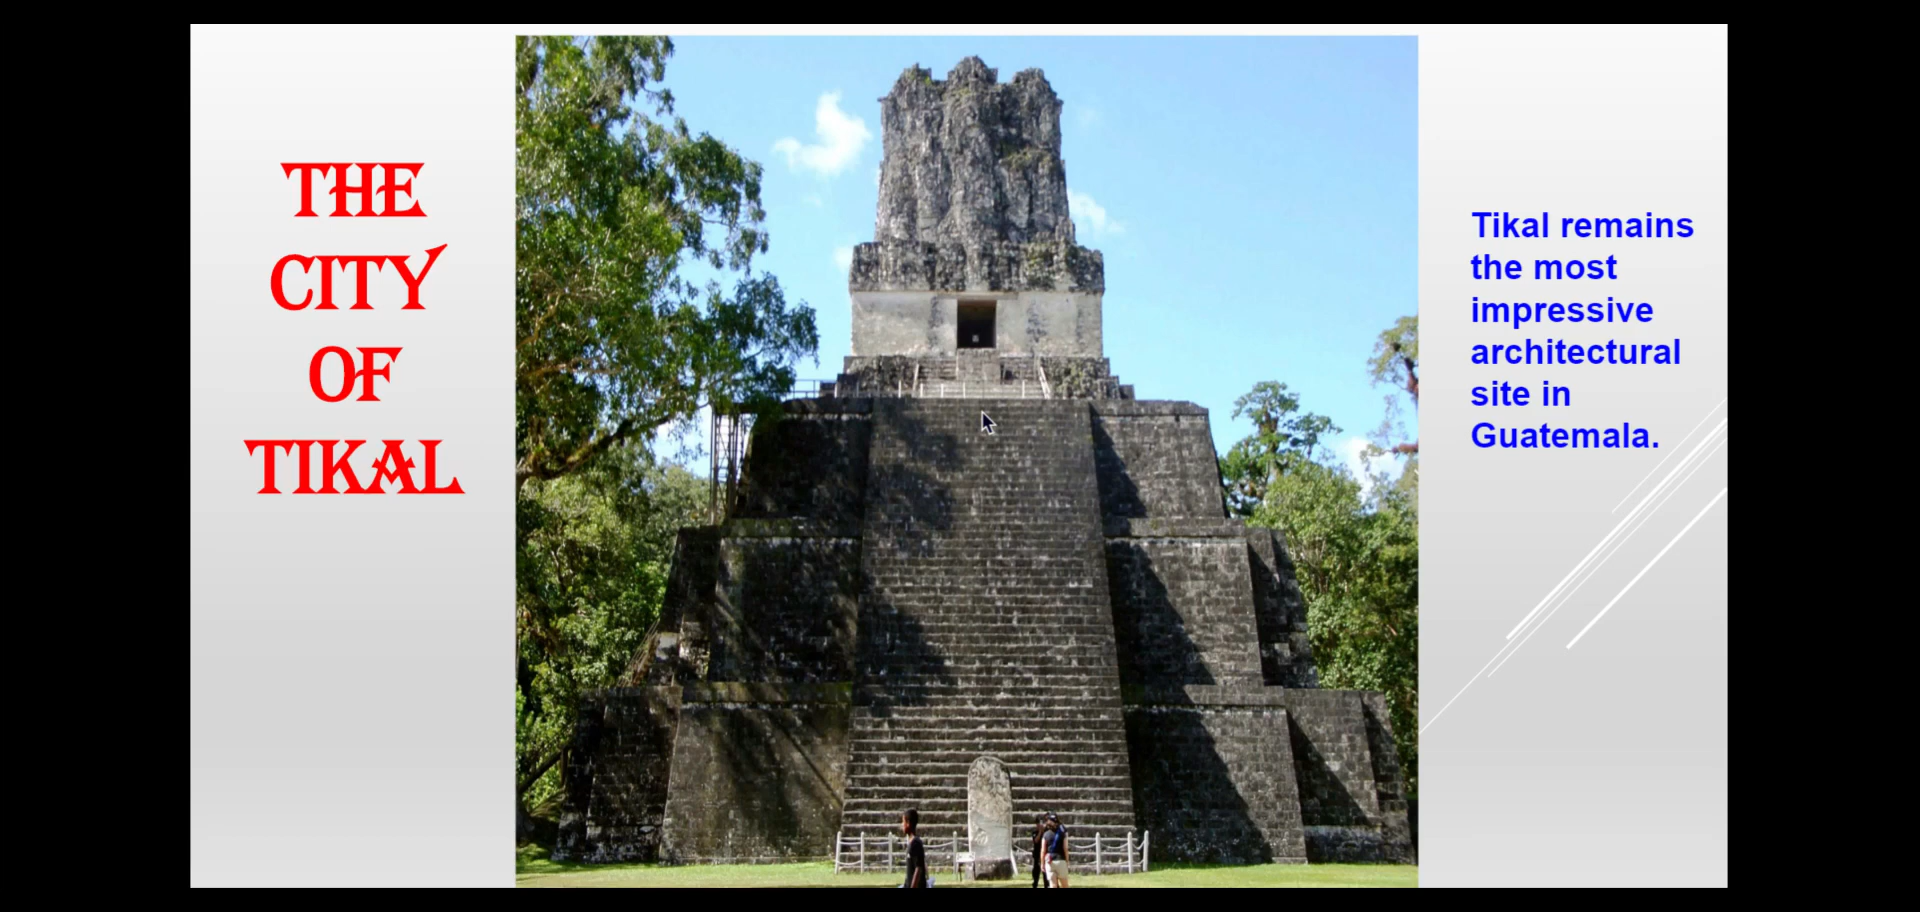 THE
CITY
OF
TIKAL
Tikal remains
the most
impressive
architectural
site in
Guatemala.